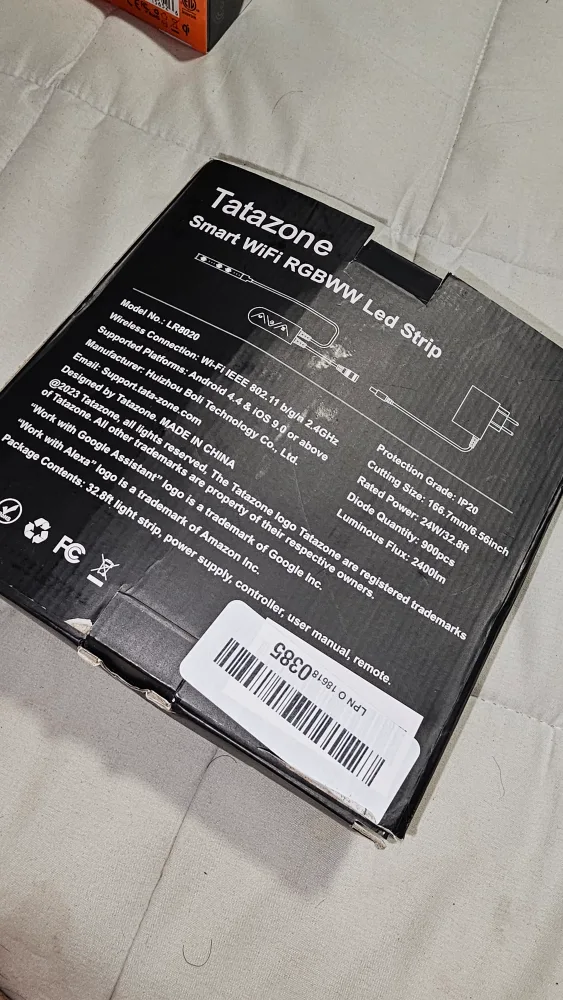 Tatazone
Smart WiFi RGBWW Led Strip
Model No.: LR8020
Wireless Connection: Wi-Fi IEEE 802.11 b/g/n 2.4GHz
Supported Platforms: Android 4.4 & IOS 9.0 or above
Manufacturer: Huizhou Boli Technology Co., Ltd.
Email: Support.tata-zone.com
Designed by Tatazone. MADE IN CHINA
@2023 Tatazone, all rights reserved. The Tatazone logo Tatazone are registered trademarks
of Tatazone. All other trademarks are property of their respective owners.
"Work with Google Assistant" logo is a trademark of Google Inc.
"Work with Alexa" logo is a trademark of Amazon Inc.
Package Contents: 32.8ft light strip, power supply, controller, user manual, remote.
Protection Grade: IP20
Cutting Size: 166.7mm/6.56inch
Rated Power: 24W/32.8ft
Diode Quantity: 900pcs
Luminous Flux: 2400lm
FC
LPN O 186180385